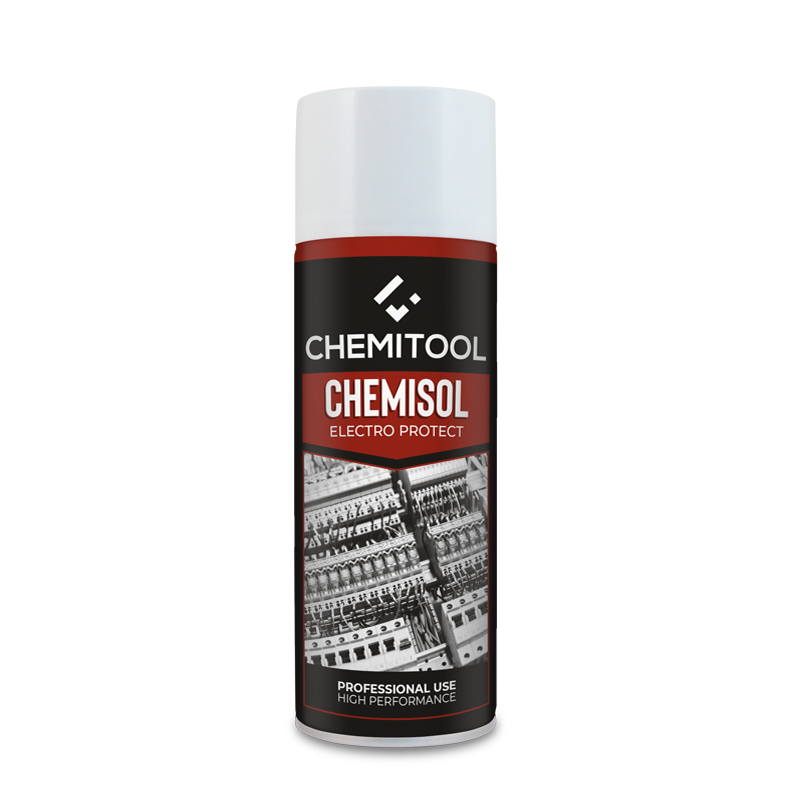 CHEMITOOL
CHEMISOL
ELECTRO PROTECT
PROFESSIONAL USE
HIGH PERFORMANCE